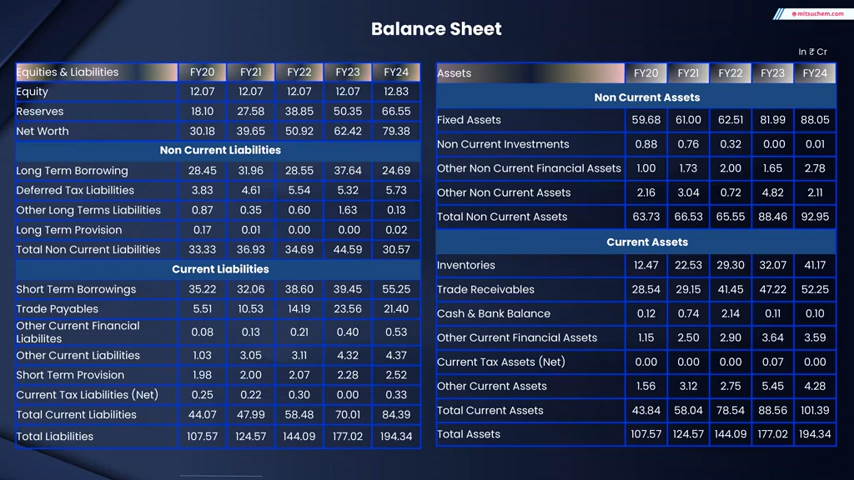 mitsuchem.com
Balance Sheet
In ₹ Cr
Equities & Liabilities FY20 FY21 FY22 FY23 FY24
Equity 12.07 12.07 12.07 12.07 12.83
Reserves 18.10 27.58 38.85 50.35 66.55
Net Worth 30.18 39.65 50.92 62.42 79.38
Non Current Liabilities
Long Term Borrowing 28.45 31.96 28.55 37.64 24.69
Deferred Tax Liabilities 3.83 4.61 5.54 5.32 5.73
Other Long Terms Liabilities 0.87 0.35 0.60 1.63 0.13
Long Term Provision 0.17 0.01 0.00 0.00 0.02
Total Non Current Liabilities 33.33 36.93 34.69 44.59 30.57
Current Liabilities
Short Term Borrowings 35.22 32.06 38.60 39.45 55.25
Trade Payables 5.51 10.53 14.19 23.56 21.40
Other Current Financial
Liabilites 0.08 0.13 0.21 0.40 0.53
Other Current Liabilities 1.03 3.05 3.11 4.32 4.37
Short Term Provision 1.98 2.00 2.07 2.28 2.52
Current Tax Liabilities (Net) 0.25 0.22 0.30 0.00 0.33
Total Current Liabilities 44.07 47.99 58.48 70.01 84.39
Total Liabilities 107.57 124.57 144.09 177.02 194.34
Assets FY20 FY21 FY22 FY23 FY24
Non Current Assets
Fixed Assets 59.68 61.00 62.51 81.99 88.05
Non Current Investments 0.88 0.76 0.32 0.00 0.01
Other Non Current Financial Assets 1.00 1.73 2.00 1.65 2.78
Other Non Current Assets 2.16 3.04 0.72 4.82 2.11
Total Non Current Assets 63.73 66.53 65.55 88.46 92.95
Current Assets
Inventories 12.47 22.53 29.30 32.07 41.17
Trade Receivables 28.54 29.15 41.45 47.22 52.25
Cash & Bank Balance 0.12 0.74 2.14 0.11 0.10
Other Current Financial Assets 1.15 2.50 2.90 3.64 3.59
Current Tax Assets (Net) 0.00 0.00 0.00 0.07 0.00
Other Current Assets 1.56 3.12 2.75 5.45 4.28
Total Current Assets 43.84 58.04 78.54 88.56 101.39
Total Assets 107.57 124.57 144.09 177.02 194.34